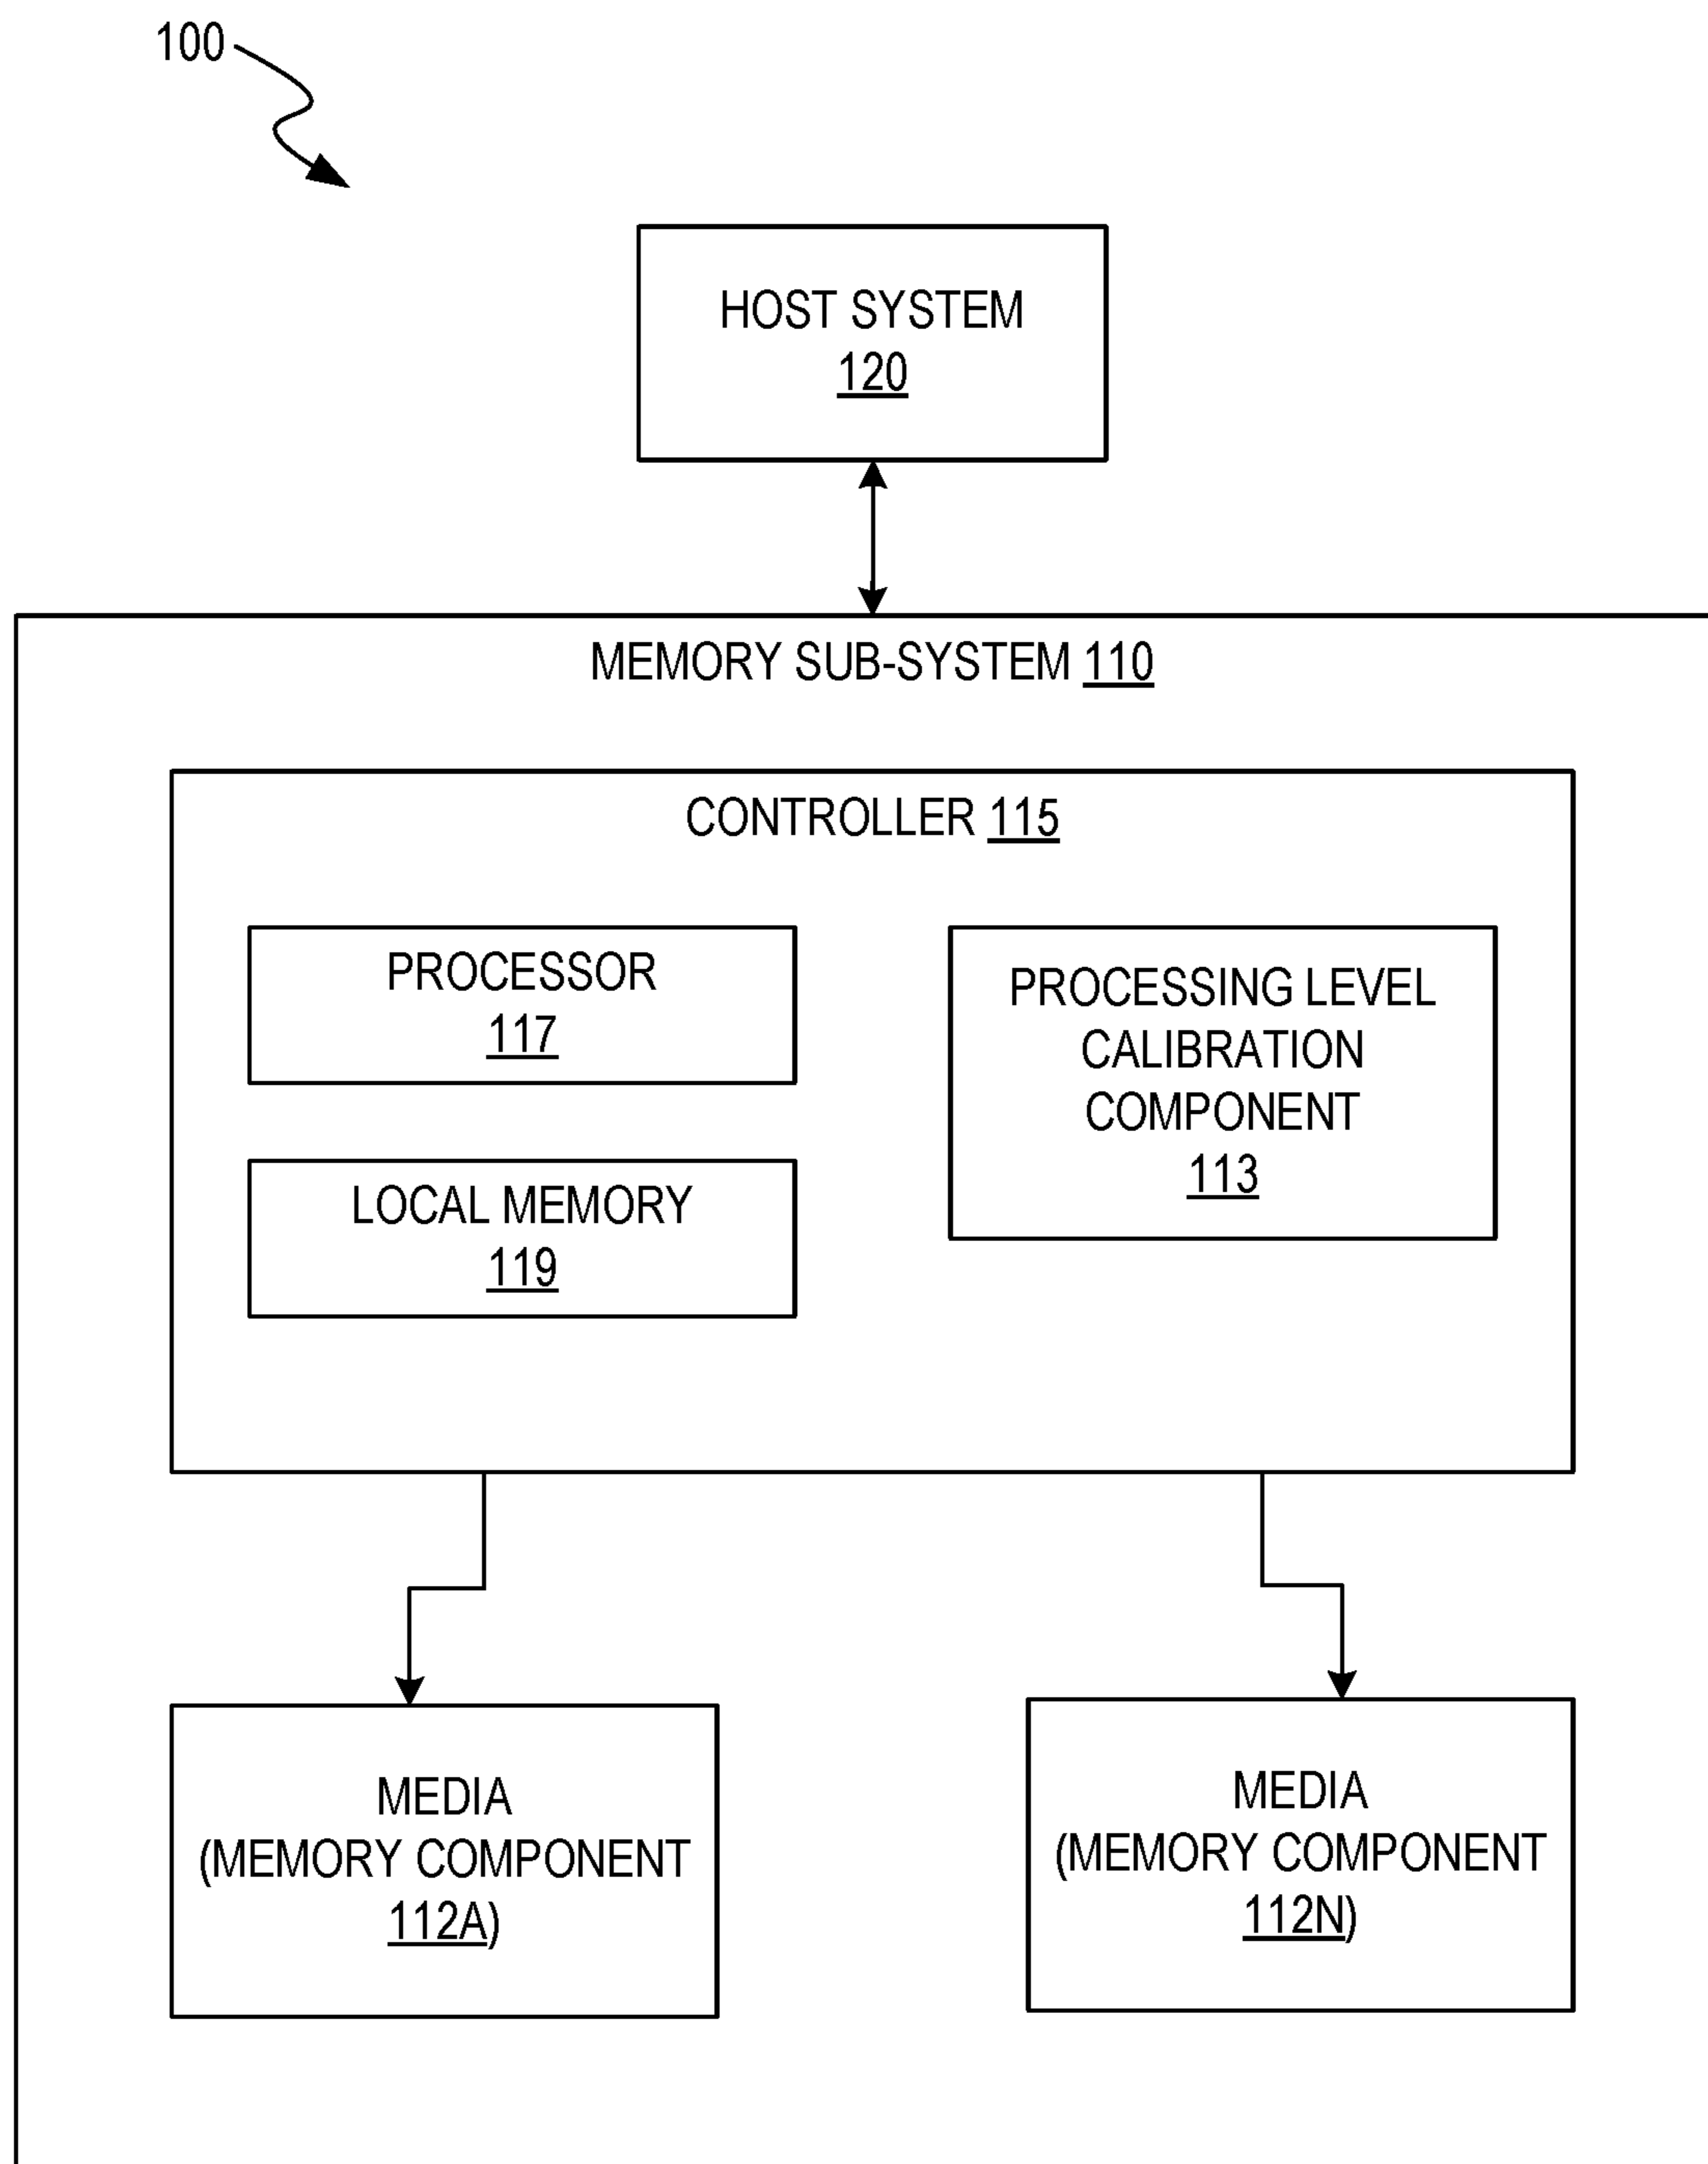 100
HOST SYSTEM
120
MEMORY SUB-SYSTEM 110
CONTROLLER 115
PROCESSOR
117
PROCESSING LEVEL
CALIBRATION
COMPONENT
113
LOCAL MEMORY
119
MEDIA
(MEMORY COMPONENT
112A)
MEDIA
(MEMORY COMPONENT
112N)